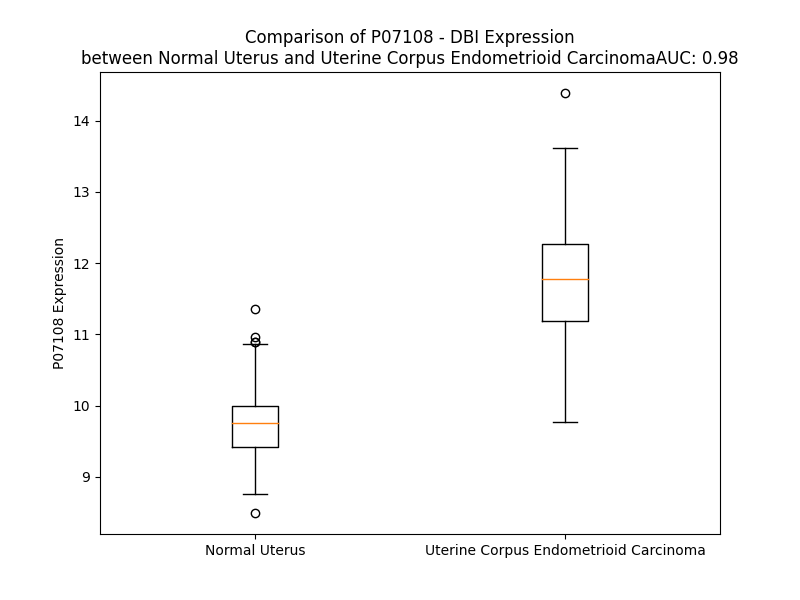 Comparison of P07108 - DBI Expression
between Normal Uterus and Uterine Corpus Endometrioid CarcinomaAUC: 0.98
P07108 Expression
14
13
12
11
10
9
Normal Uterus
Uterine Corpus Endometrioid Carcinoma